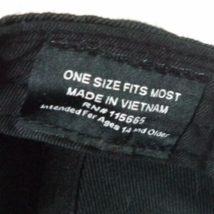 ONE SIZE FITS MOST
MADE IN VIETNAM
RN# 115665
Intended For Ages 14 and Older